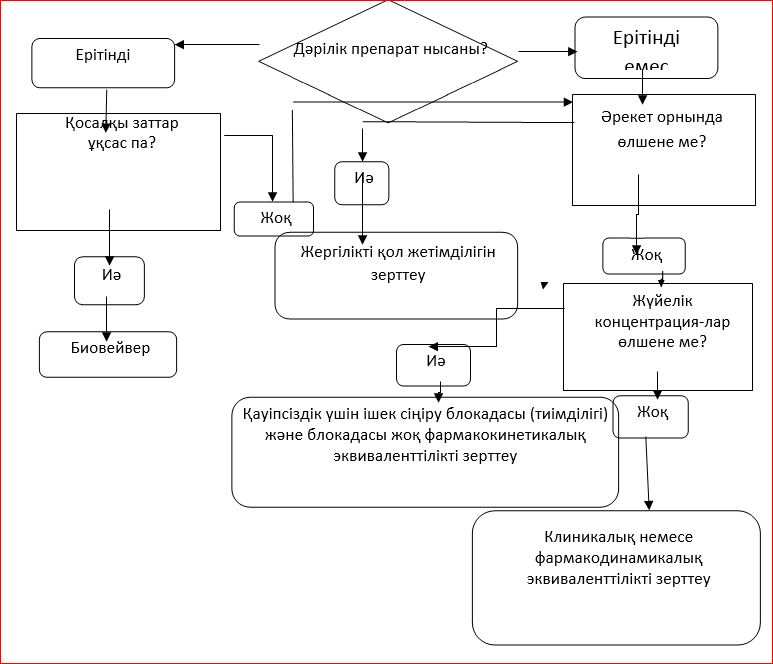 Дәрілік препарат нысаны?
Ерітінді
Ерітінді
емес
Қосалқы заттар
ұқсас па?
Әрекет орнында
өлшене ме?
Иә
Жоқ
Жергілікті қол жетімділігін
зерттеу
Жоқ
Иә
Жүйелік
концентрация-лар
өлшене ме?
Биовейвер
Иә
Жоқ
Қауіпсіздік үшін ішек сіңіру блокадасы (тиімділігі)
және блокадасы жоқ фармакокинетикалық
эквиваленттілікті зерттеу
Клиникалық немесе
фармакодинамикалық
эквиваленттілікті зерттеу